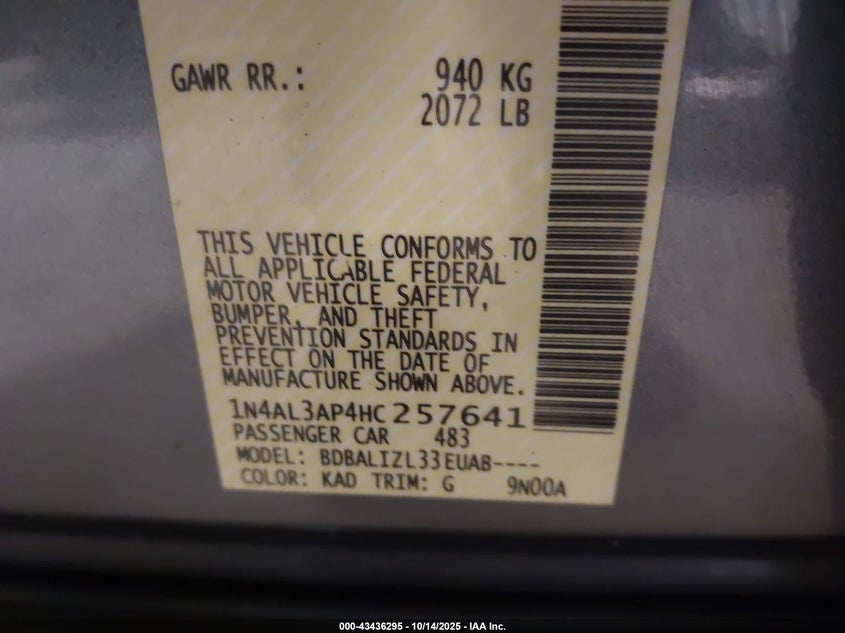 GAWR RR.: 940 KG
2072 LB
THIS VEHICLE CONFORMS TO
ALL APPLICABLE FEDERAL
MOTOR VEHICLE SAFETY,
BUMPER, AND THEFT
PREVENTION STANDARDS IN
EFFECT ON THE DATE OF
MANUFACTURE SHOWN ABOVE.
1N4AL3AP4HC257641
PASSENGER CAR 483
MODEL: BDBALIZL33EUAB----
COLOR: KAD TRIM: G 9N00A
000-43436295 - 10/14/2025 - IAA Inc.